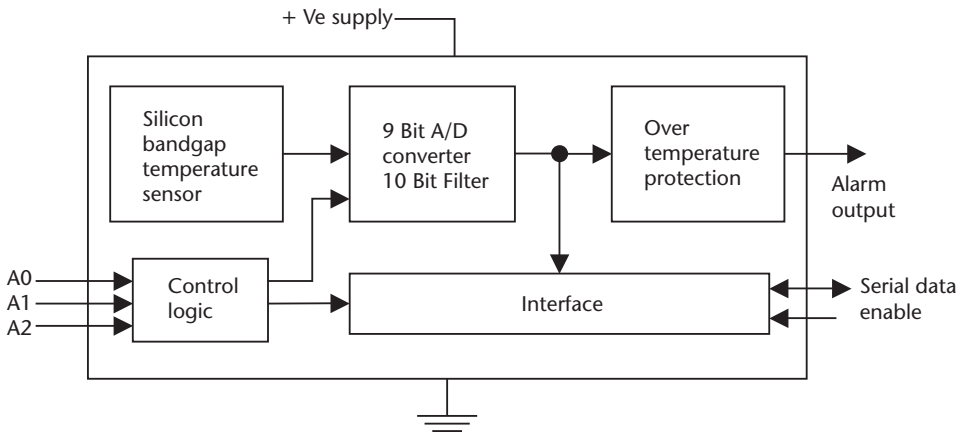 + Ve supply
Silicon
bandgap
temperature
sensor
9 Bit A/D
converter
10 Bit Filter
Over
temperature
protection
Alarm
output
A0
A1
A2
Control
logic
Interface
Serial data
enable